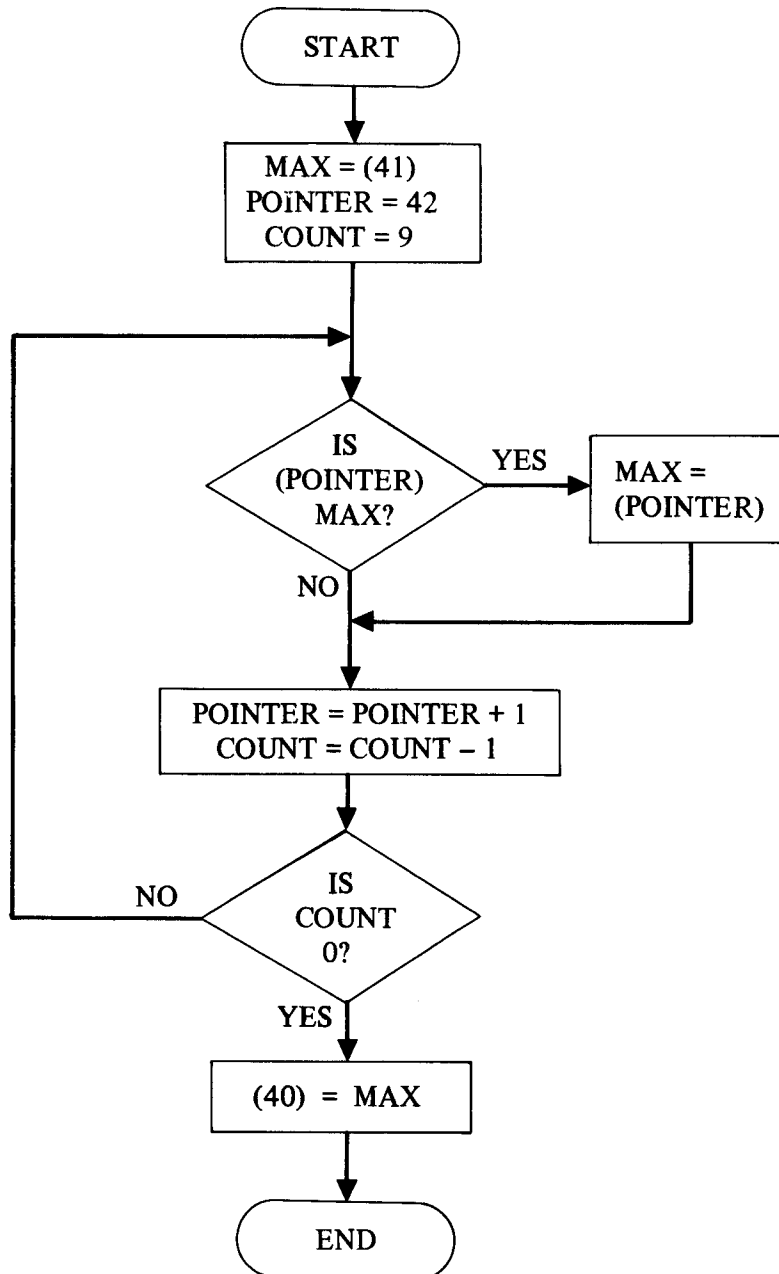 START
MAX = (41)
POINTER = 42
COUNT = 9
IS
(POINTER)
MAX?
YES
MAX =
(POINTER)
NO
POINTER = POINTER + 1
COUNT = COUNT – 1
NO
IS
COUNT
0?
YES
(40) = MAX
END